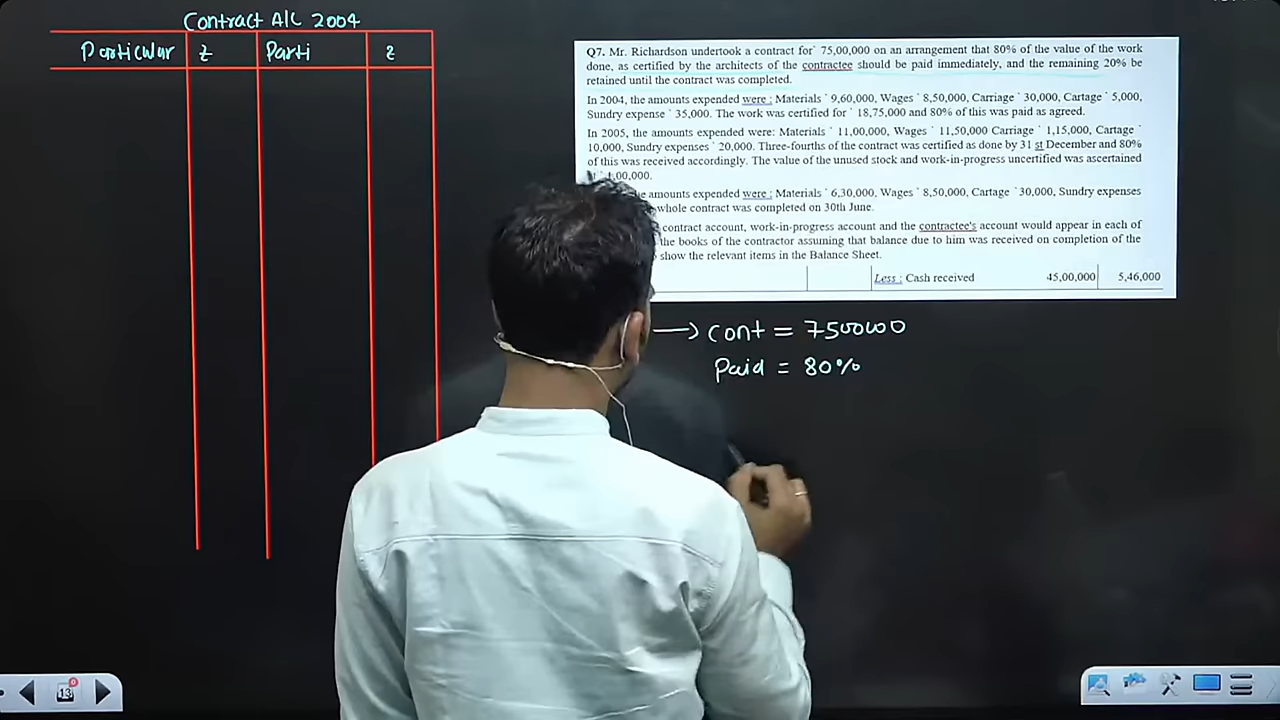 Contract A/C 2004
Particular ₹ Parti ₹
Q7. Mr. Richardson undertook a contract for` 75,00,000 on an arrangement that 80% of the value of the work
done, as certified by the architects of the contractee should be paid immediately, and the remaining 20% be
retained until the contract was completed.
In 2004, the amounts expended were : Materials ` 9,60,000, Wages ` 8,50,000, Carriage ` 30,000, Cartage ` 5,000,
Sundry expense ` 35,000. The work was certified for ` 18,75,000 and 80% of this was paid as agreed.
In 2005, the amounts expended were: Materials ` 11,00,000, Wages ` 11,50,000 Carriage ` 1,15,000, Cartage `
10,000, Sundry expenses ` 20,000. Three-fourths of the contract was certified as done by 31 st December and 80%
of this was received accordingly. The value of the unused stock and work-in-progress uncertified was ascertained
00,000.
amounts expended were : Materials ` 6,30,000, Wages ` 8,50,000, Cartage ` 30,000, Sundry expenses
whole contract was completed on 30th June.
contract account, work-in-progress account and the contractee's account would appear in each of
the books of the contractor assuming that balance due to him was received on completion of the
show the relevant items in the Balance Sheet.
Less : Cash received 45,00,000 5,46,000
→ Cont = 7500000
Paid = 80%
13